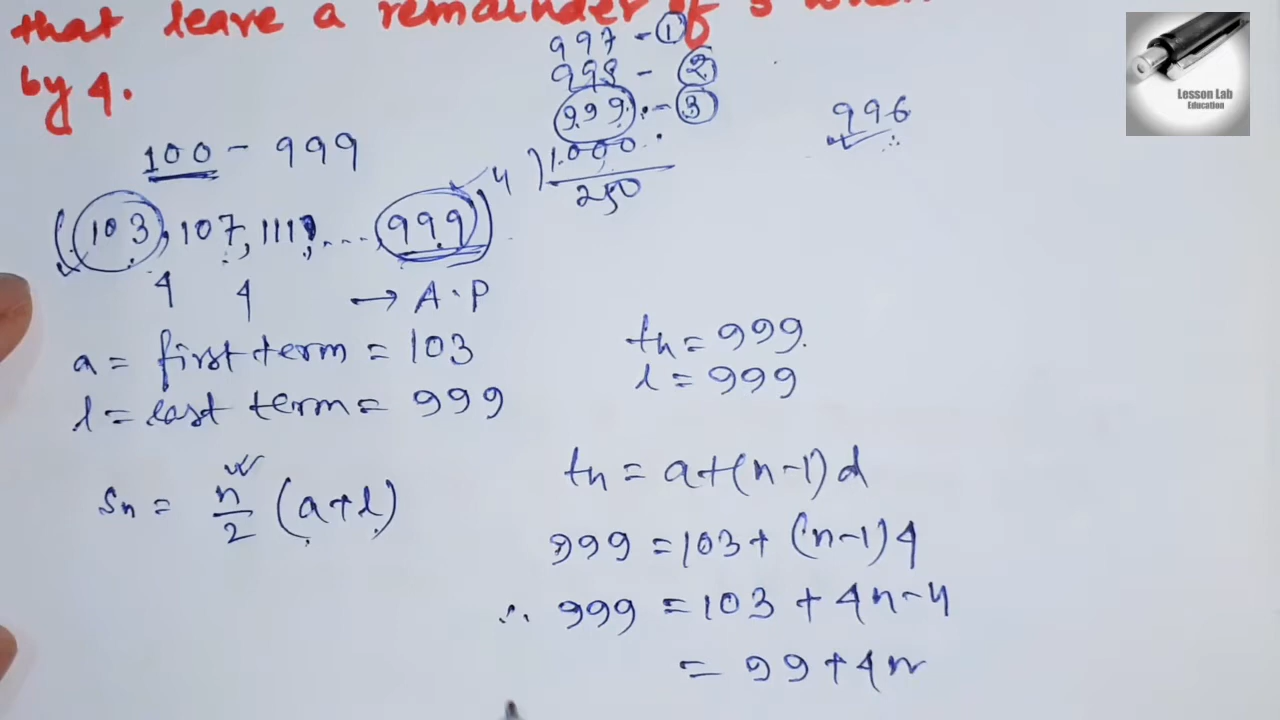 that leave a remainder of 3 when
by 4.
997 - 1
998 - 2
999. - 3
4 ) 1000
250
996
Lesson Lab
Education
100 - 999
(103, 107, 111, ...., 999)
4 4 → A.P
a = first term = 103
l = last term = 999
tn = 999.
l = 999
Sn = n/2 (a+l)
tn = a+(n-1)d
999 = 103 + (n-1)4
∴ 999 = 103 + 4n-4
= 99+4n